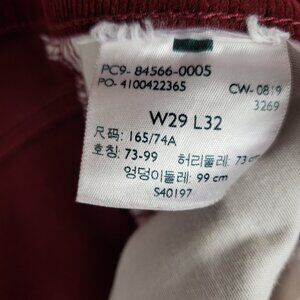 PC9- 84566-0005
PO- 4100422365 CW- 0819
3269
W29 L32
尺码: 165/74A
호칭: 73-99 허리둘레: 73 cm
엉덩이둘레: 99 cm
S40197